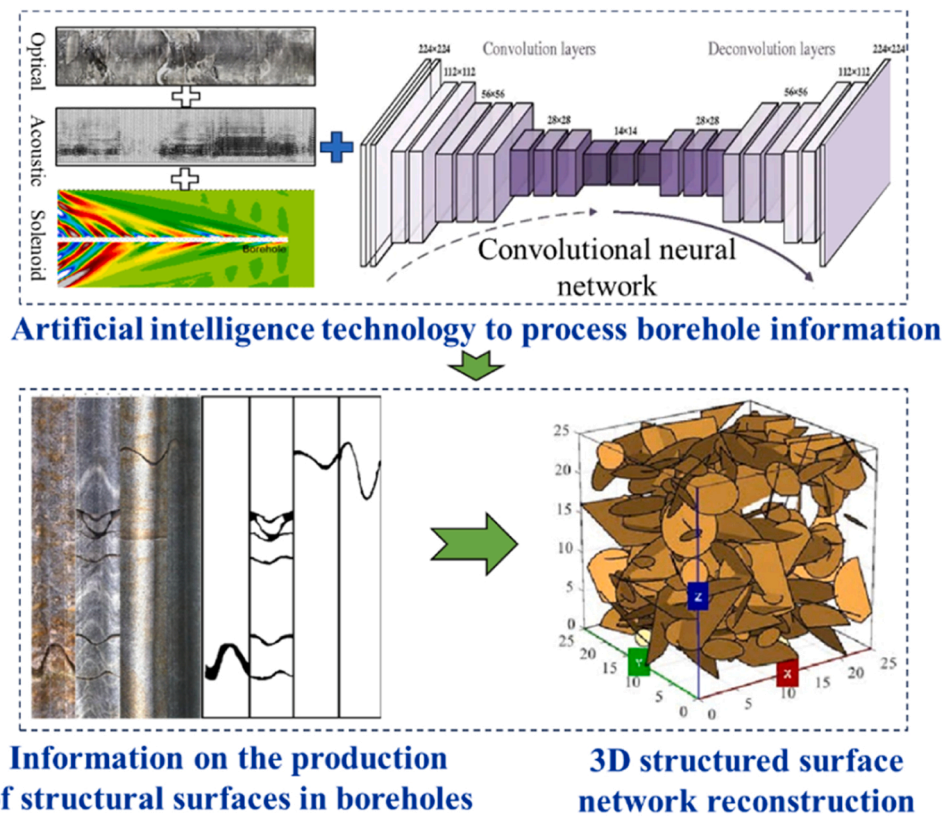 Optical
Acoustic
Solenoid
Borehole
Convolution layers
Deconvolution layers
224×224
112×112
56×56
28×28
14×14
28×28
56×56
112×112
224×224
Convolutional neural
network
Artificial intelligence technology to process borehole information
25
20
15
10
5
0
25
20
15
10
5
0
0
5
10
15
20
25
Z
Y
X
Information on the production
f structural surfaces in boreholes
3D structured surface
network reconstruction